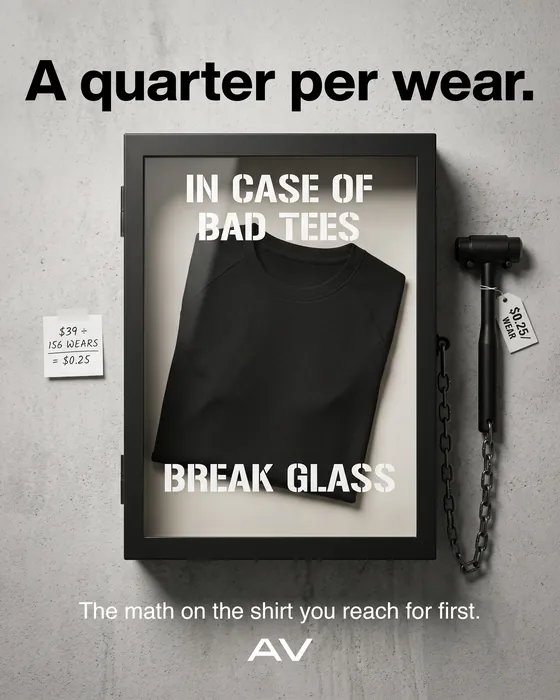 A quarter per wear.
IN CASE OF
BAD TEES
BREAK GLASS
$39 ÷
156 WEARS
= $0.25
$0.25/
WEAR
The math on the shirt you reach for first.
AV